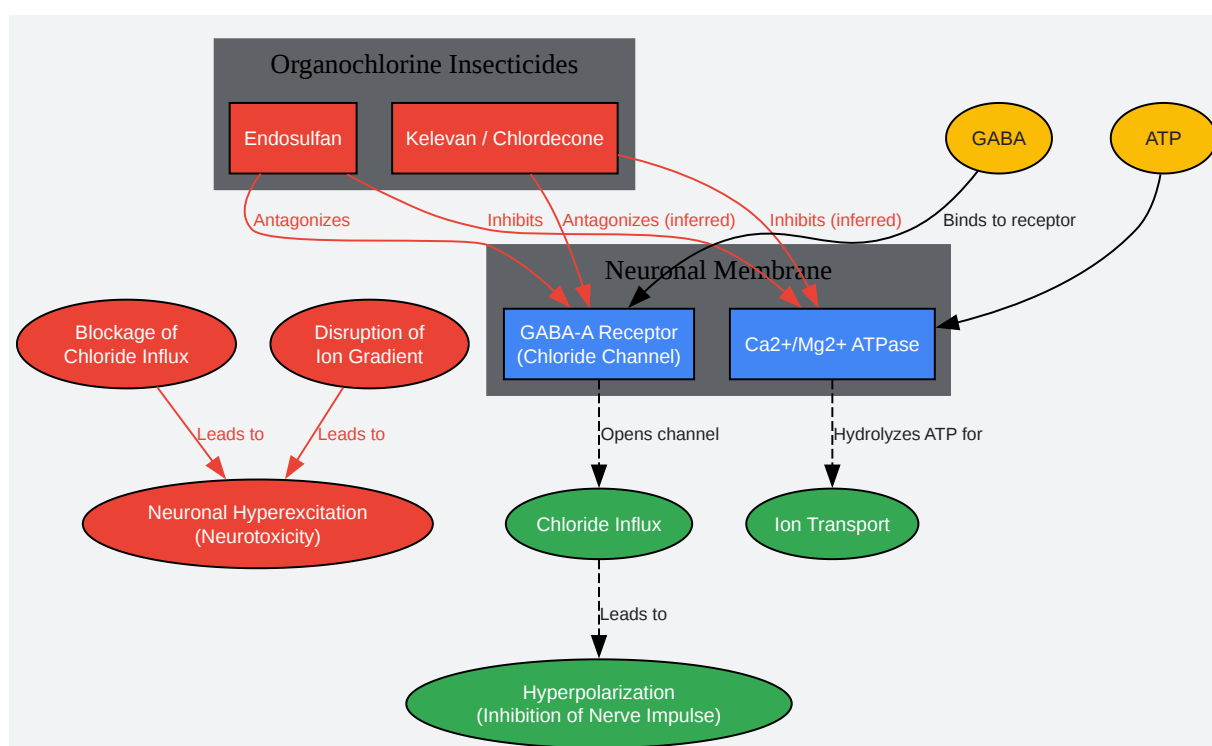 Organochlorine Insecticides
Endosulfan
Kelevan / Chlordecone
GABA
ATP
Antagonizes
Inhibits
Antagonizes (inferred)
Inhibits (inferred)
Binds to receptor
Neuronal Membrane
Blockage of
Chloride Influx
Disruption of
Ion Gradient
GABA-A Receptor
(Chloride Channel)
Ca2+/Mg2+ ATPase
Leads to
Leads to
Opens channel
Hydrolyzes ATP for
Neuronal Hyperexcitation
(Neurotoxicity)
Chloride Influx
Ion Transport
Leads to
Hyperpolarization
(Inhibition of Nerve Impulse)